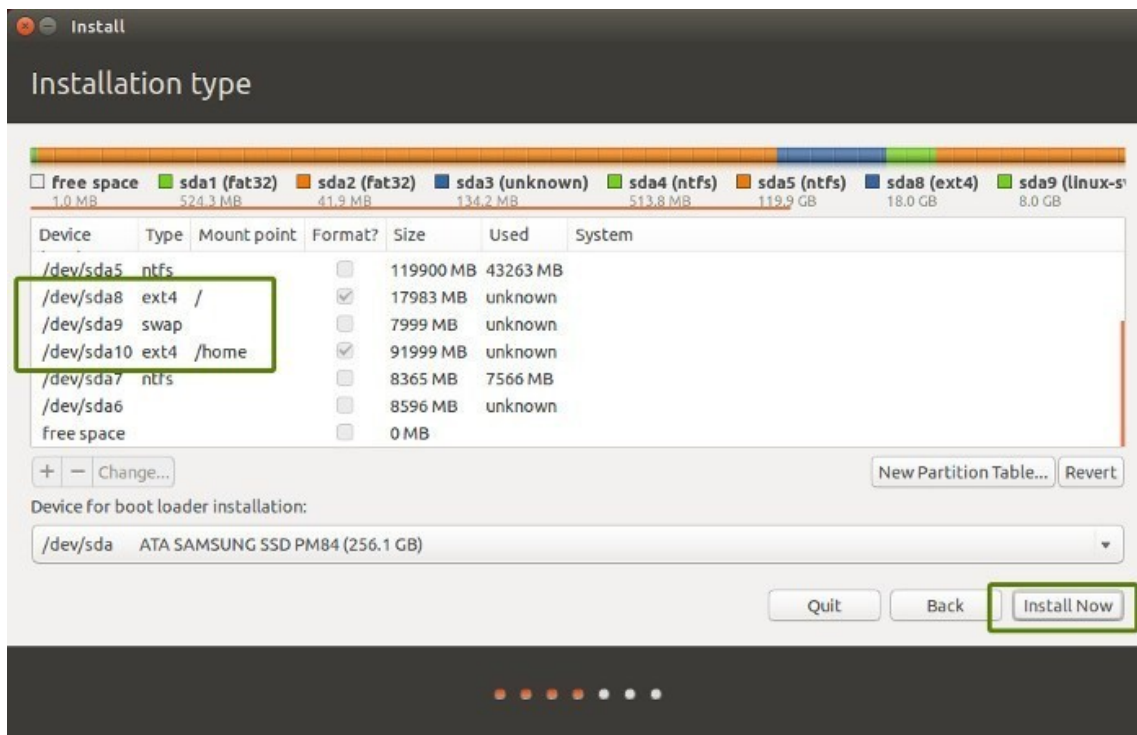 Install
Installation type
free space sda1 (fat32) sda2 (fat32) sda3 (unknown) sda4 (ntfs) sda5 (ntfs) sda8 (ext4) sda9 (linux-s
1.0 MB 524.3 MB 41.9 MB 134.2 MB 513.8 MB 119.9 GB 18.0 GB 8.0 GB
Device Type Mount point Format? Size Used System
/dev/sda5 ntfs 119900 MB 43263 MB
/dev/sda8 ext4 / 17983 MB unknown
/dev/sda9 swap 7999 MB unknown
/dev/sda10 ext4 /home 91999 MB unknown
/dev/sda7 ntfs 8365 MB 7566 MB
/dev/sda6 8596 MB unknown
free space 0 MB
+ − Change... New Partition Table... Revert
Device for boot loader installation:
/dev/sda ATA SAMSUNG SSD PM84 (256.1 GB)
Quit Back Install Now